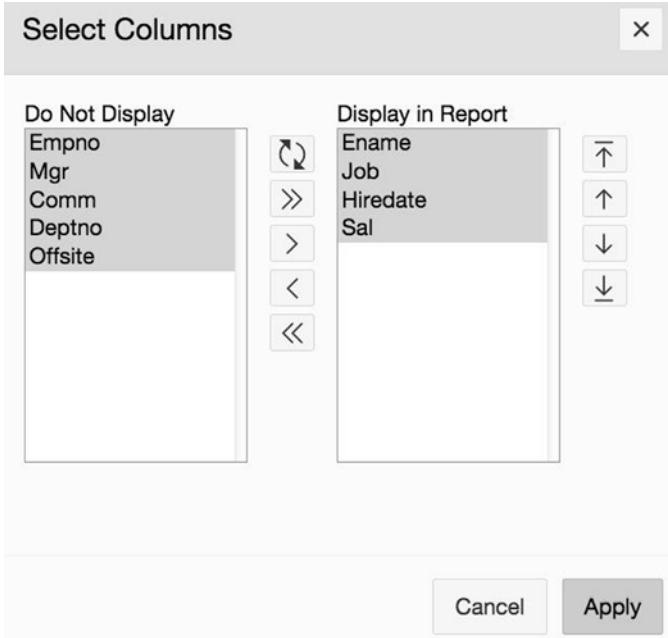 Select Columns
Do Not Display
Empno
Mgr
Comm
Deptno
Offsite
Display in Report
Ename
Job
Hiredate
Sal
Cancel
Apply